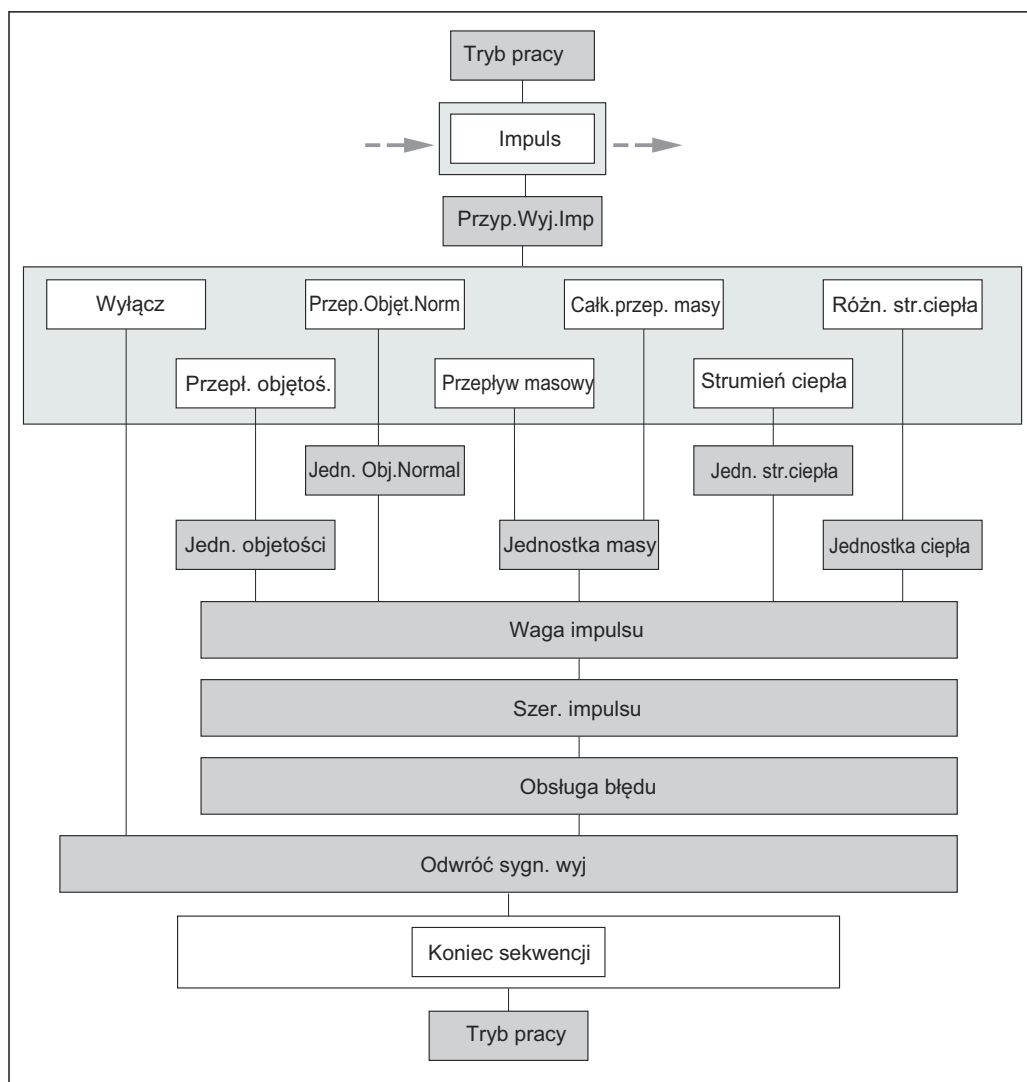 Tryb pracy
Impuls
Przyp.Wyj.Imp
Wyłącz
Przep.Objęt.Norm
Całk.przep. masy
Różn. str.ciepła
Przepł. objętoś.
Przepływ masowy
Strumień ciepła
Jedn. Obj.Normal
Jedn. str.ciepła
Jedn. objetości
Jednostka masy
Jednostka ciepła
Waga impulsu
Szer. impulsu
Obsługa błędu
Odwróć sygn. wyj
Koniec sekwencji
Tryb pracy